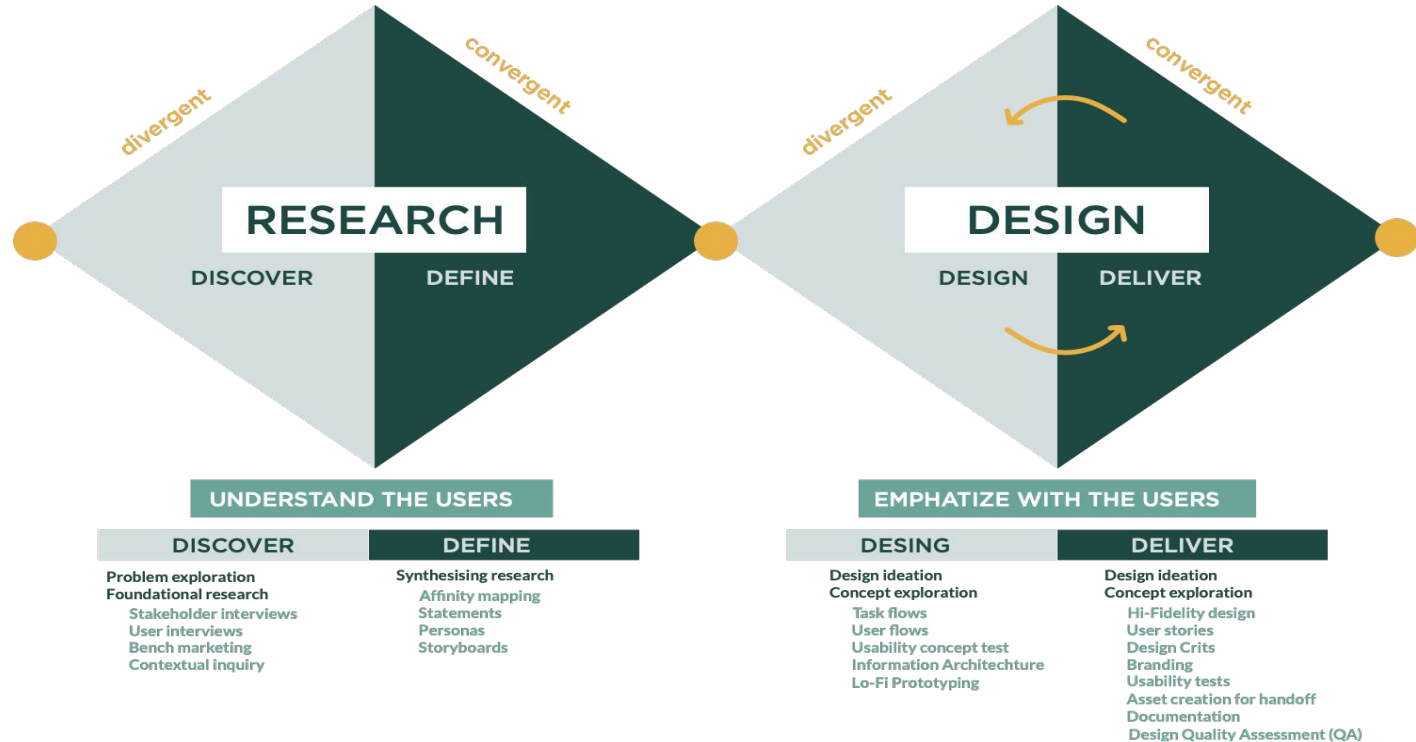 divergent
convergent
RESEARCH
DISCOVER
DEFINE
divergent
convergent
DESIGN
DESIGN
DELIVER
UNDERSTAND THE USERS
DISCOVER
DEFINE
Problem exploration
Foundational research
Stakeholder interviews
User interviews
Bench marketing
Contextual inquiry
Synthesising research
Affinity mapping
Statements
Personas
Storyboards
EMPHATIZE WITH THE USERS
DESING
DELIVER
Design ideation
Concept exploration
Task flows
User flows
Usability concept test
Information Architechture
Lo-Fi Prototyping
Design ideation
Concept exploration
Hi-Fidelity design
User stories
Design Crits
Branding
Usability tests
Asset creation for handoff
Documentation
Design Quality Assessment (QA)